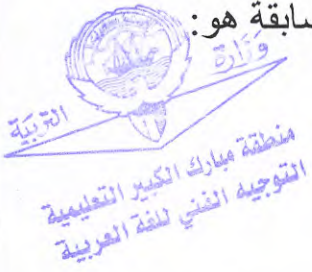 سابقة هو:
وزارة
التربية
منطقة مبارك الكبير التعليمية
التوجيه الفني للغة العربية